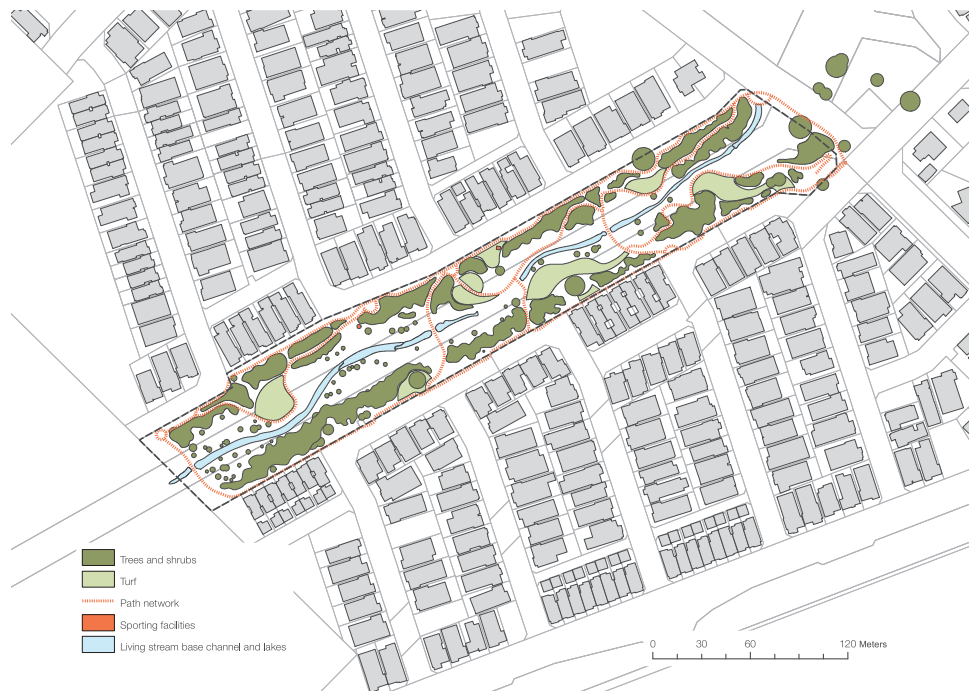 Trees and shrubs
Turf
Path network
Sporting facilities
Living stream base channel and lakes
0 30 60 120 Meters